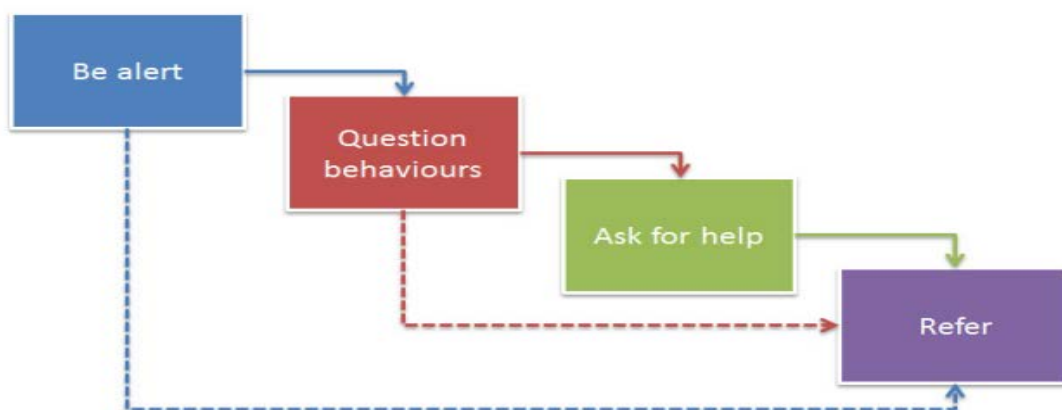 Be alert
Question
behaviours
Ask for help
Refer